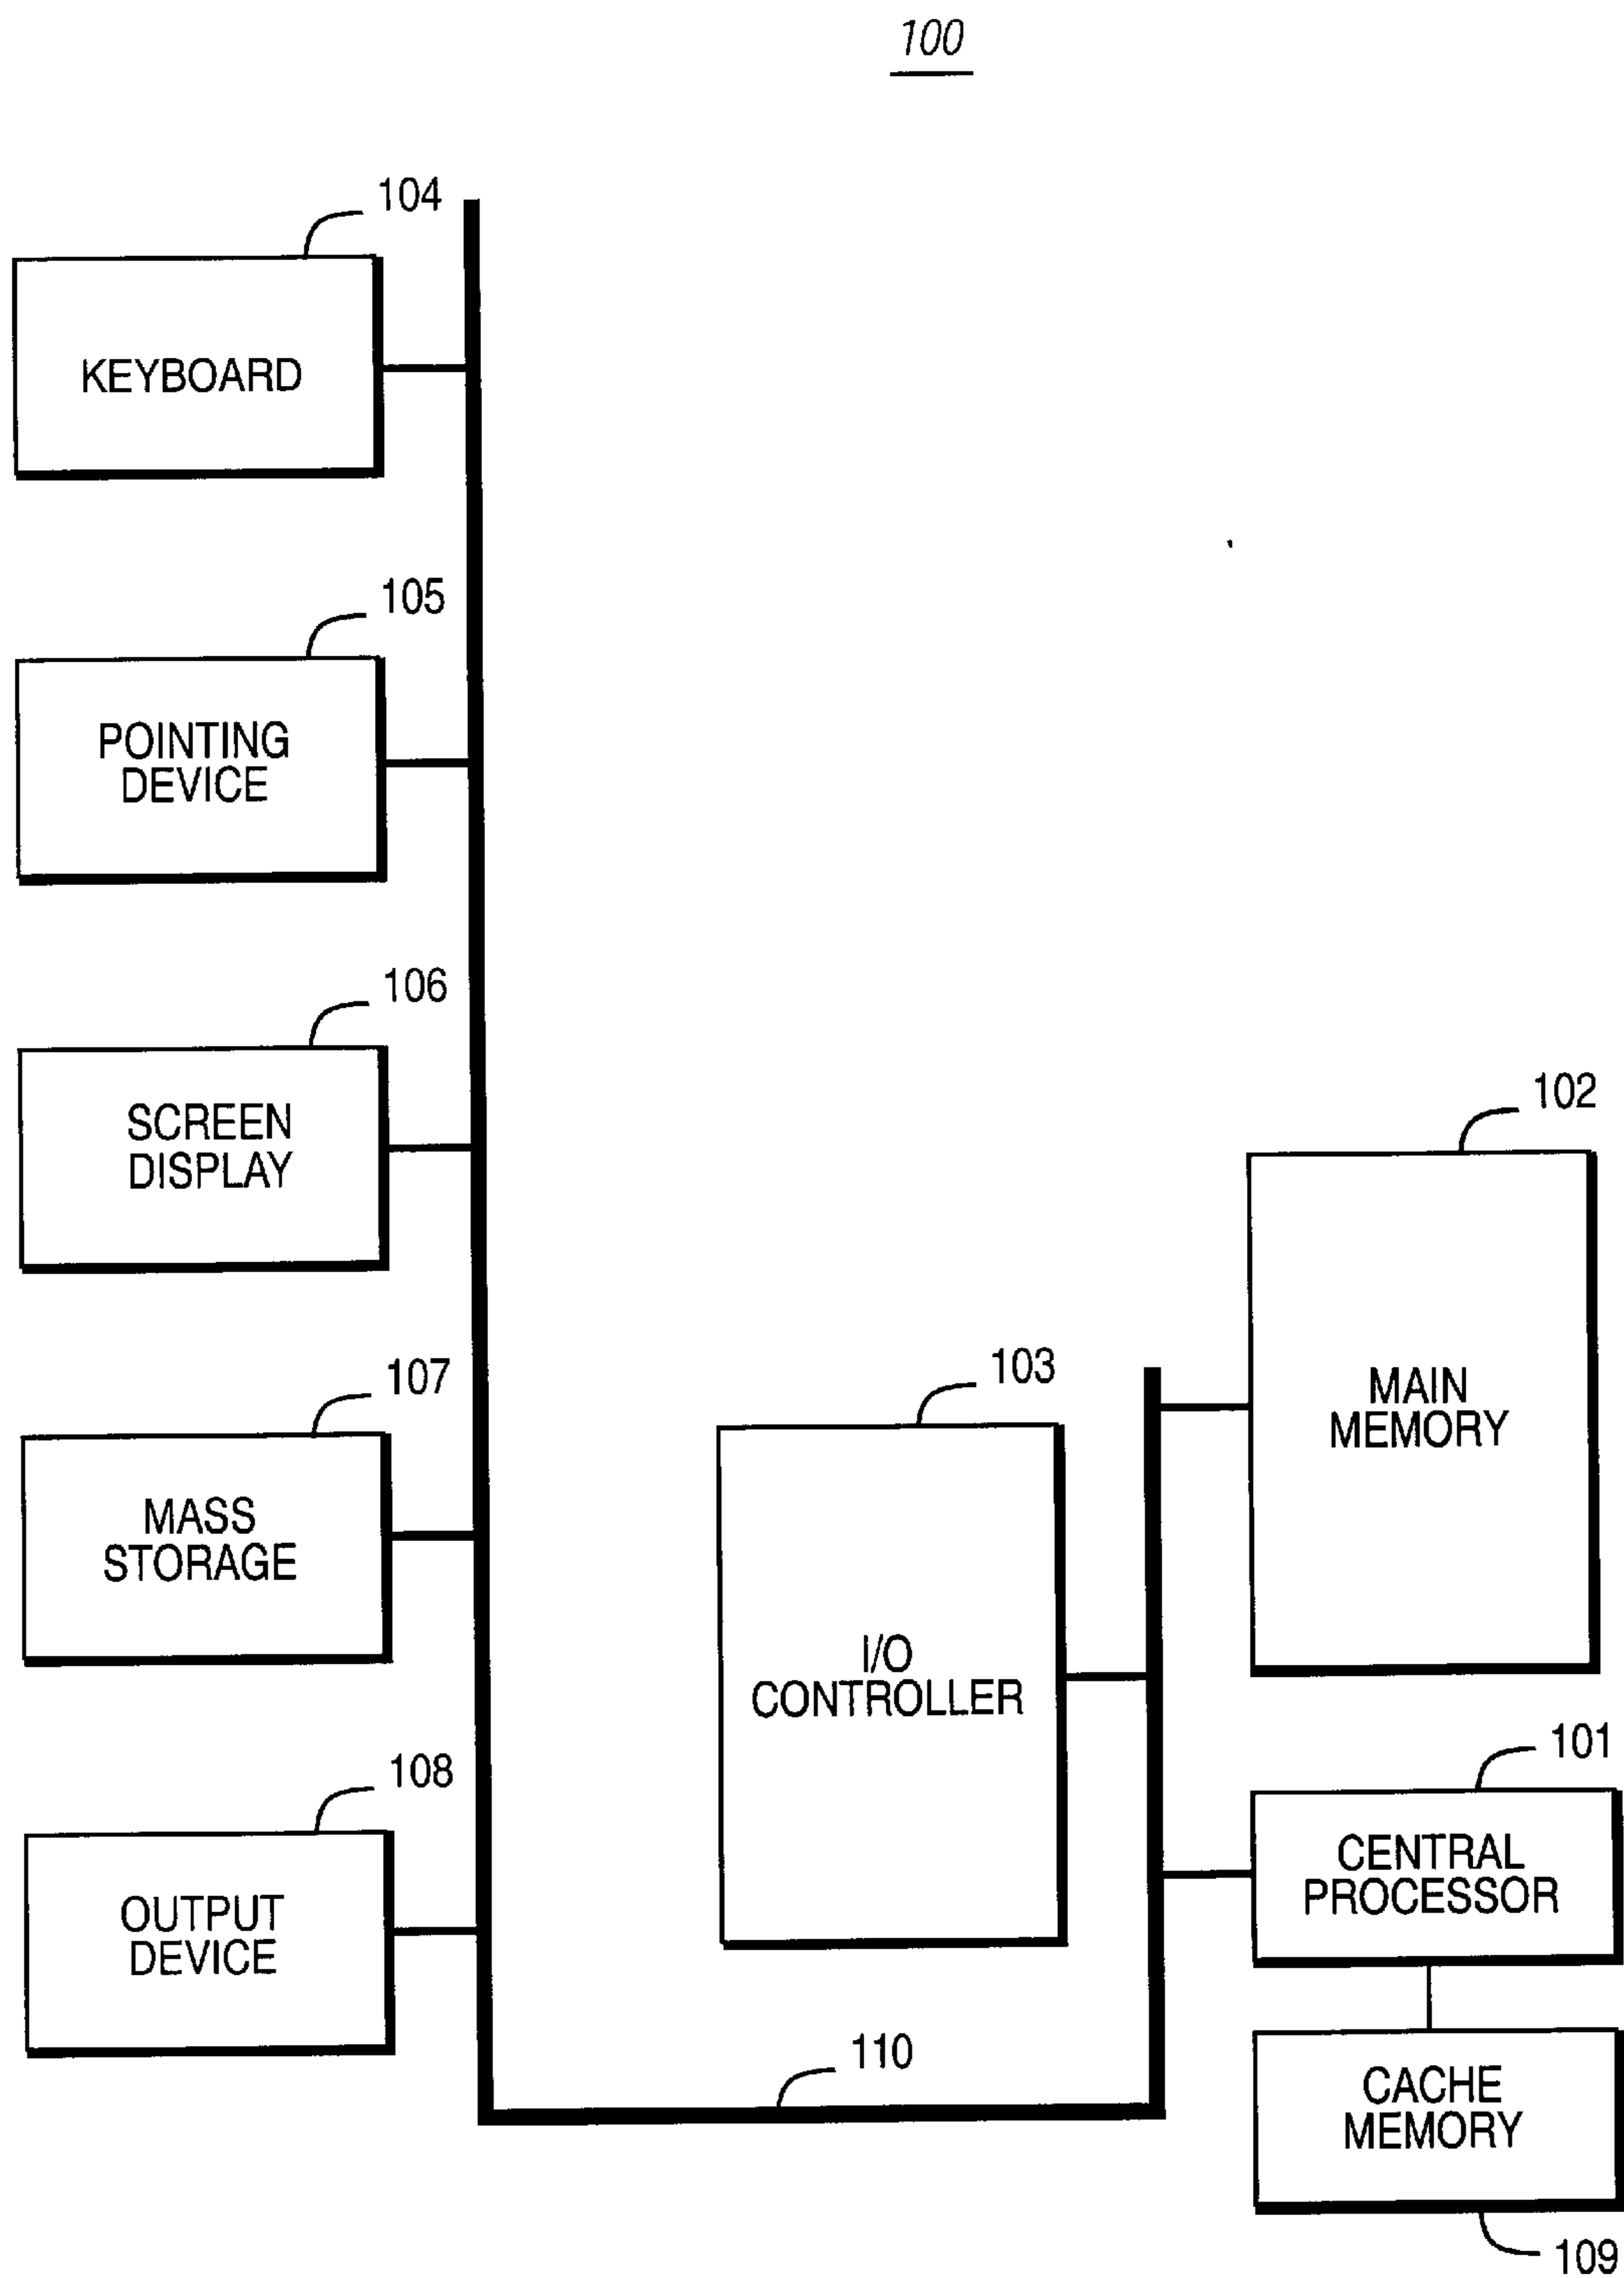 100
104
KEYBOARD
105
POINTING
DEVICE
106
SCREEN
DISPLAY
107
MASS
STORAGE
108
OUTPUT
DEVICE
103
I/O
CONTROLLER
102
MAIN
MEMORY
101
CENTRAL
PROCESSOR
110
CACHE
MEMORY
109